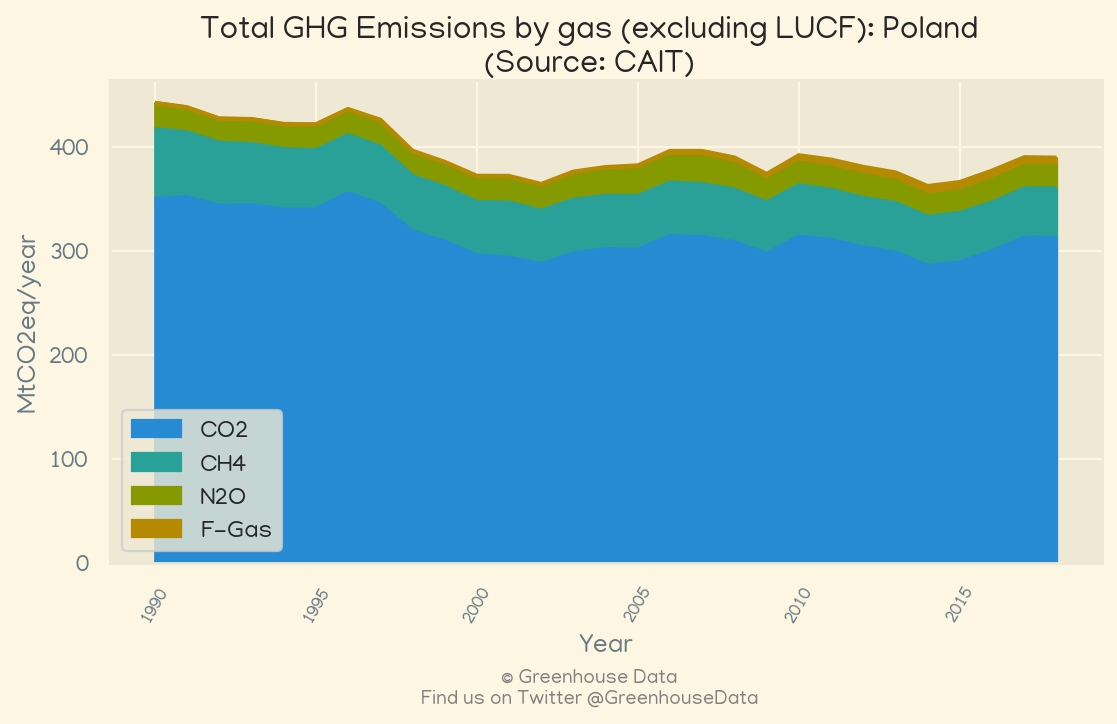 Total GHG Emissions by gas (excluding LUCF): Poland
(Source: CAIT)
MtCO2eq/year
400
300
200
100
0
CO2
CH4
N2O
F-Gas
1990
1995
2000
2005
2010
2015
Year
© Greenhouse Data
Find us on Twitter @GreenhouseData